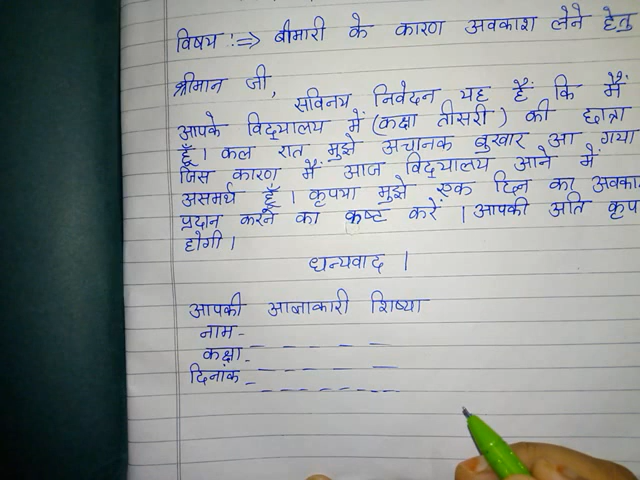 विषय :⇒ बीमारी के कारण अवकाश लेने हेतु
श्रीमान जी,
सविनय निवेदन यह हैं कि मैं
आपके विद्यालय में (कक्षा तीसरी) की छात्रा
हूँ। कल रात मुझे अचानक बुखार आ गया
जिस कारण मैं आज विद्यालय आने में
असमर्थ हूँ। कृपया मुझे एक दिन का अवका
प्रदान करने का कष्ट करें। आपकी अति कृप
होगी।
धन्यवाद।
आपकी आज्ञाकारी शिष्या
नाम-
कक्षा-
दिनांक-